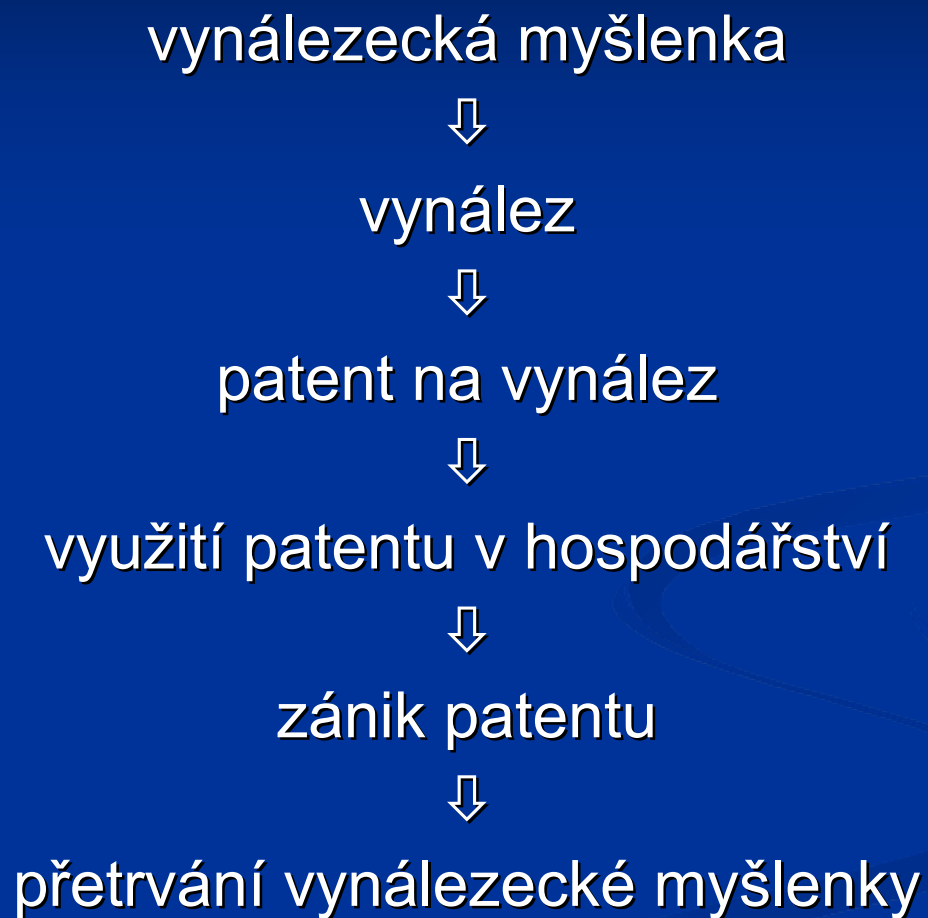 vynálezecká myšlenka
⇩
vynález
⇩
patent na vynález
⇩
využití patentu v hospodářství
⇩
zánik patentu
⇩
přetrvání vynálezecké myšlenky